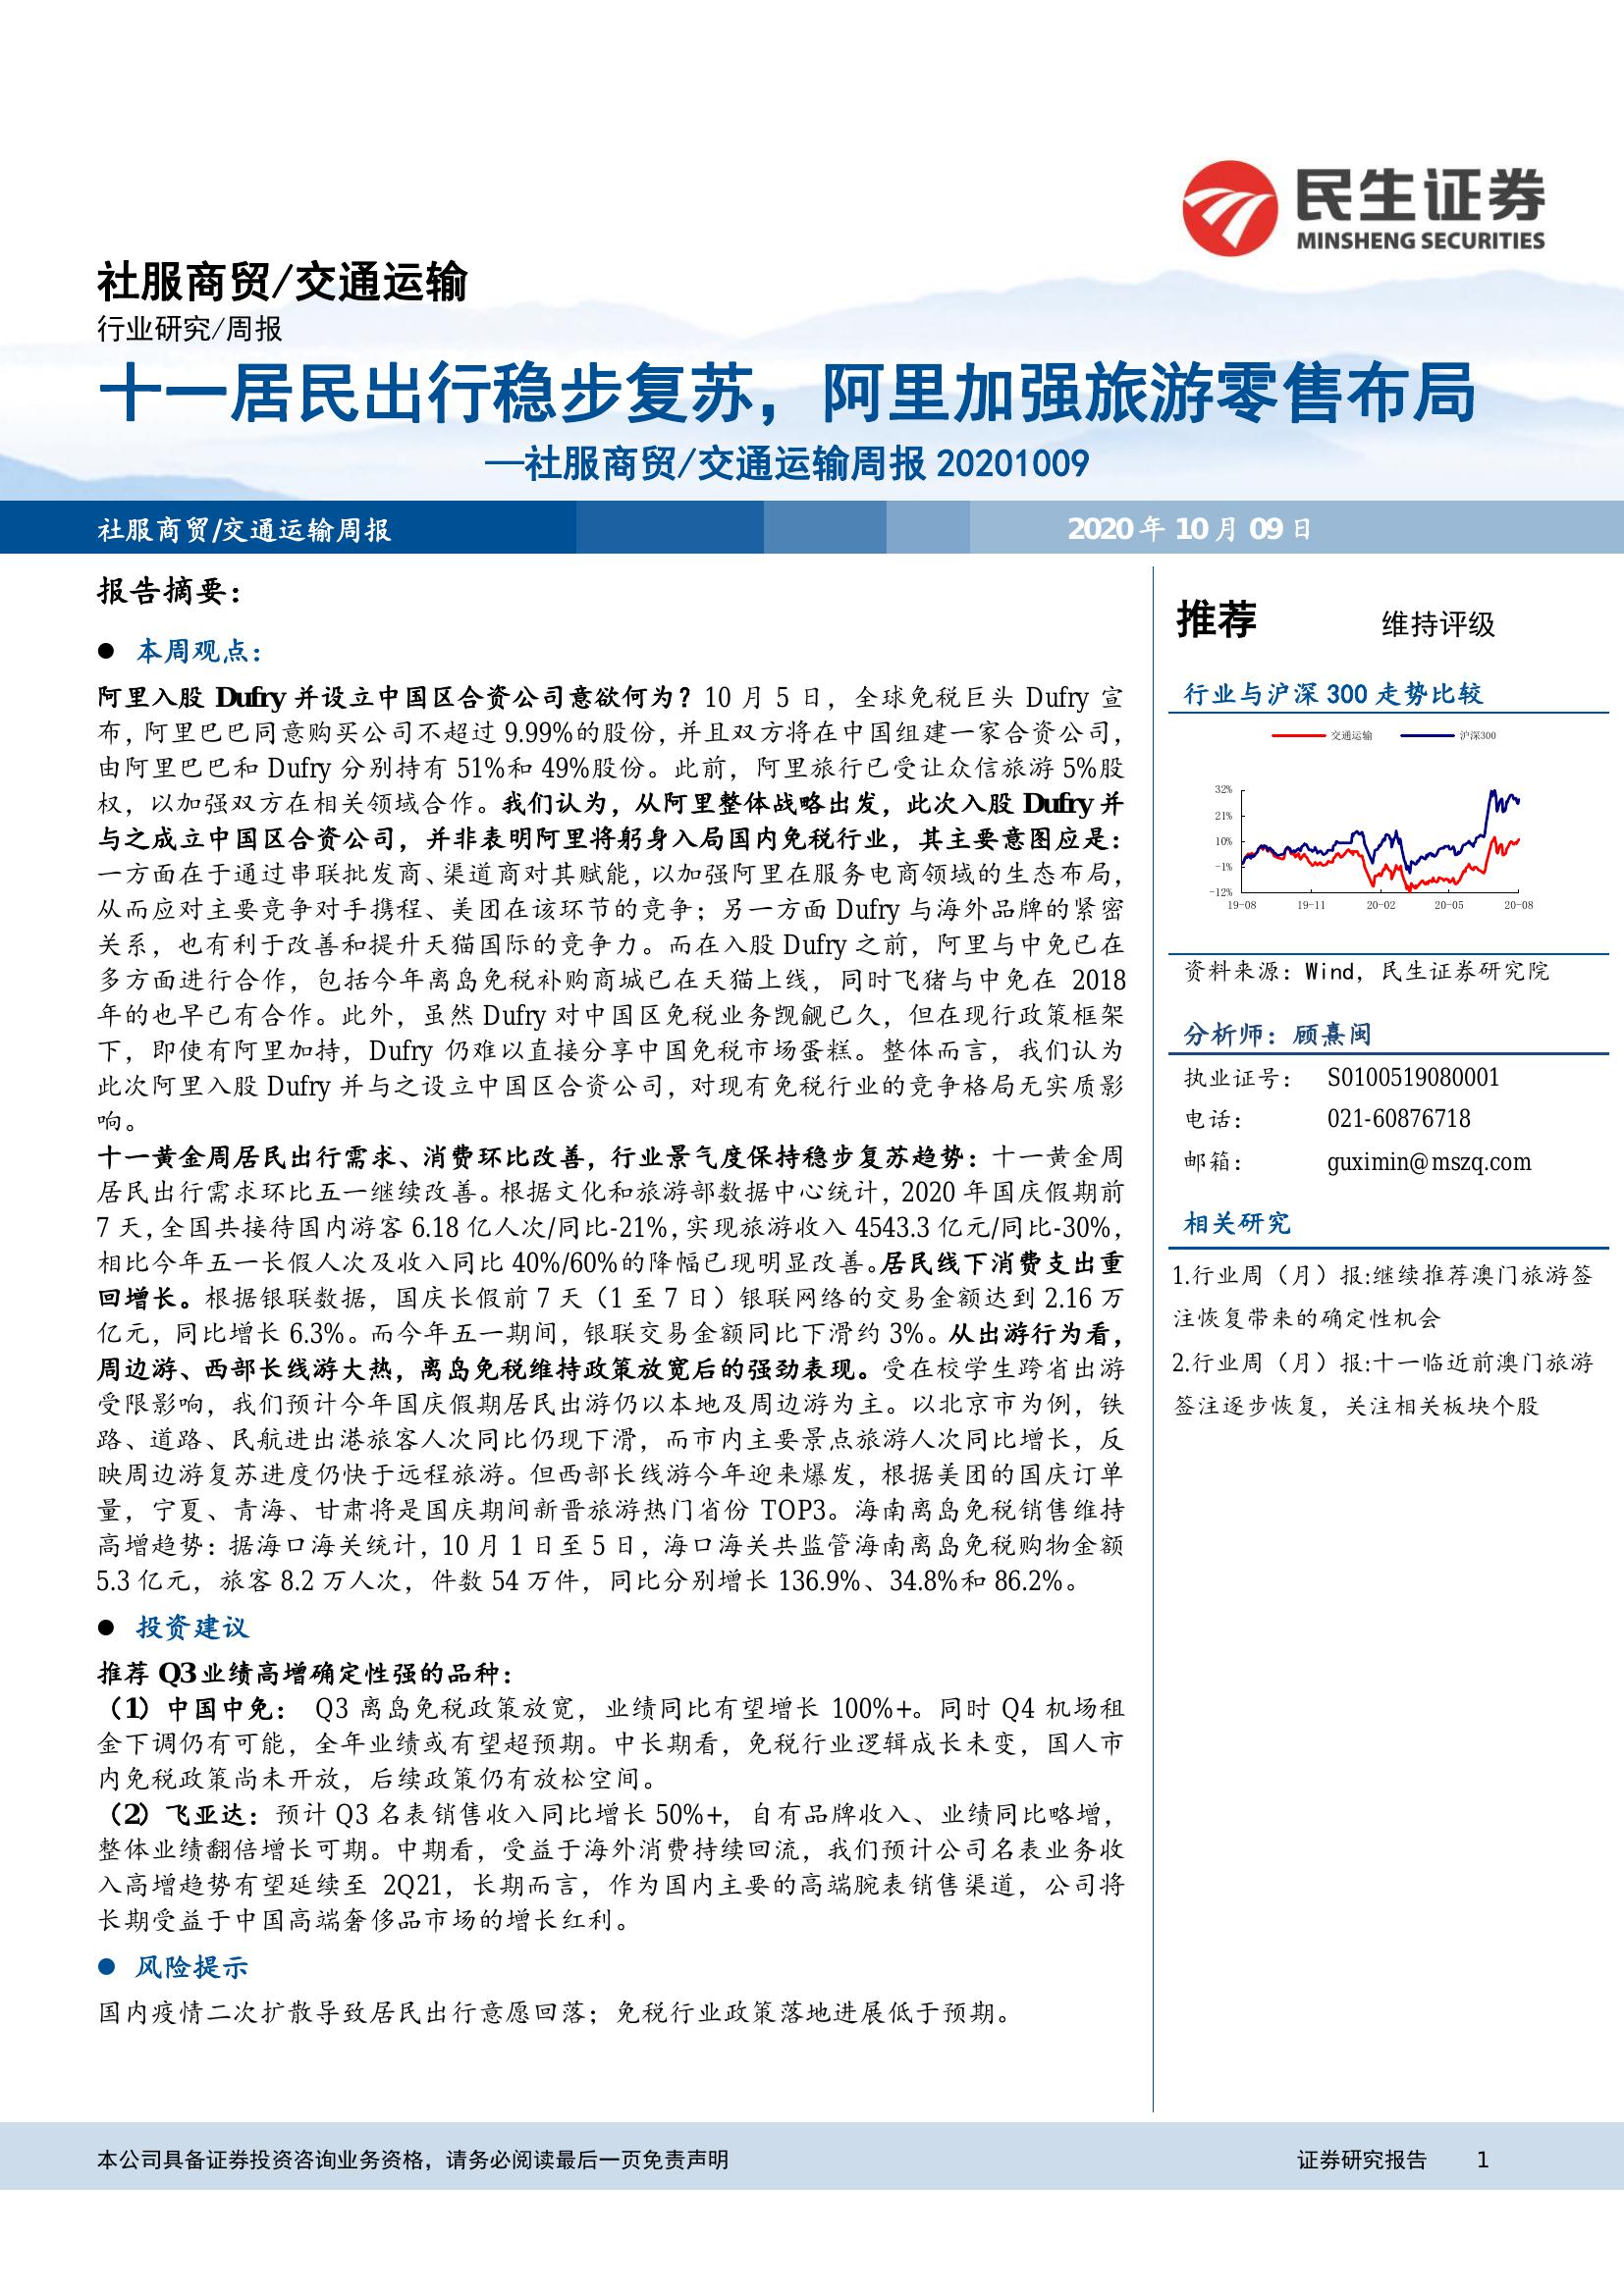 民生证券
MINSHENG SECURITIES
社服商贸/交通运输
行业研究/周报
十一居民出行稳步复苏，阿里加强旅游零售布局
—社服商贸/交通运输周报 20201009
社服商贸/交通运输周报
2020 年 10 月 09 日
报告摘要：
● 本周观点：
阿里入股 Dufry 并设立中国区合资公司意欲何为？10 月 5 日，全球免税巨头 Dufry 宣
布，阿里巴巴同意购买公司不超过 9.99%的股份，并且双方将在中国组建一家合资公司，
由阿里巴巴和 Dufry 分别持有 51%和 49%股份。此前，阿里旅行已受让众信旅游 5%股
权，以加强双方在相关领域合作。我们认为，从阿里整体战略出发，此次入股 Dufry 并
与之成立中国区合资公司，并非表明阿里将躬身入局国内免税行业，其主要意图应是：
一方面在于通过串联批发商、渠道商对其赋能，以加强阿里在服务电商领域的生态布局，
从而应对主要竞争对手携程、美团在该环节的竞争；另一方面 Dufry 与海外品牌的紧密
关系，也有利于改善和提升天猫国际的竞争力。而在入股 Dufry 之前，阿里与中免已在
多方面进行合作，包括今年离岛免税补购商城已在天猫上线，同时飞猪与中免在 2018
年的也早已有合作。此外，虽然 Dufry 对中国区免税业务觊觎已久，但在现行政策框架
下，即使有阿里加持，Dufry 仍难以直接分享中国免税市场蛋糕。整体而言，我们认为
此次阿里入股 Dufry 并与之设立中国区合资公司，对现有免税行业的竞争格局无实质影
响。
十一黄金周居民出行需求、消费环比改善，行业景气度保持稳步复苏趋势：十一黄金周
居民出行需求环比五一继续改善。根据文化和旅游部数据中心统计，2020 年国庆假期前
7 天，全国共接待国内游客 6.18 亿人次/同比-21%，实现旅游收入 4543.3 亿元/同比-30%，
相比今年五一长假人次及收入同比 40%/60%的降幅已现明显改善。居民线下消费支出重
回增长。根据银联数据，国庆长假前 7 天（1 至 7 日）银联网络的交易金额达到 2.16 万
亿元，同比增长 6.3%。而今年五一期间，银联交易金额同比下滑约 3%。从出游行为看，
周边游、西部长线游大热，离岛免税维持政策放宽后的强劲表现。受在校学生跨省出游
受限影响，我们预计今年国庆假期居民出游仍以本地及周边游为主。以北京市为例，铁
路、道路、民航进出港旅客人次同比仍现下滑，而市内主要景点旅游人次同比增长，反
映周边游复苏进度仍快于远程旅游。但西部长线游今年迎来爆发，根据美团的国庆订单
量，宁夏、青海、甘肃将是国庆期间新晋旅游热门省份 TOP3。海南离岛免税销售维持
高增趋势：据海口海关统计，10 月 1 日至 5 日，海口海关共监管海南离岛免税购物金额
5.3 亿元，旅客 8.2 万人次，件数 54 万件，同比分别增长 136.9%、34.8%和 86.2%。
● 投资建议
推荐 Q3 业绩高增确定性强的品种：
（1）中国中免： Q3 离岛免税政策放宽，业绩同比有望增长 100%+。同时 Q4 机场租
金下调仍有可能，全年业绩或有望超预期。中长期看，免税行业逻辑成长未变，国人市
内免税政策尚未开放，后续政策仍有放松空间。
（2）飞亚达：预计 Q3 名表销售收入同比增长 50%+，自有品牌收入、业绩同比略增，
整体业绩翻倍增长可期。中期看，受益于海外消费持续回流，我们预计公司名表业务收
入高增趋势有望延续至 2Q21，长期而言，作为国内主要的高端腕表销售渠道，公司将
长期受益于中国高端奢侈品市场的增长红利。
● 风险提示
国内疫情二次扩散导致居民出行意愿回落；免税行业政策落地进展低于预期。
推荐 维持评级
行业与沪深 300 走势比较
交通运输 沪深300
32%
21%
10%
-1%
-12%
19-08 19-11 20-02 20-05 20-08
资料来源：Wind，民生证券研究院
分析师：顾熹闽
执业证号： S0100519080001
电话： 021-60876718
邮箱： guximin@mszq.com
相关研究
1.行业周（月）报:继续推荐澳门旅游签
注恢复带来的确定性机会
2.行业周（月）报:十一临近前澳门旅游
签注逐步恢复，关注相关板块个股
本公司具备证券投资咨询业务资格，请务必阅读最后一页免责声明
证券研究报告 1